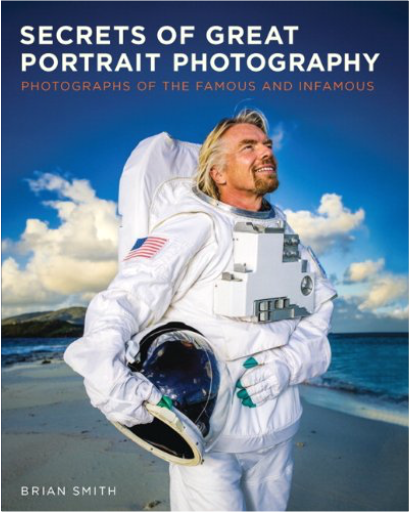 SECRETS OF GREAT
PORTRAIT PHOTOGRAPHY
PHOTOGRAPHS OF THE FAMOUS AND INFAMOUS
BRIAN SMITH